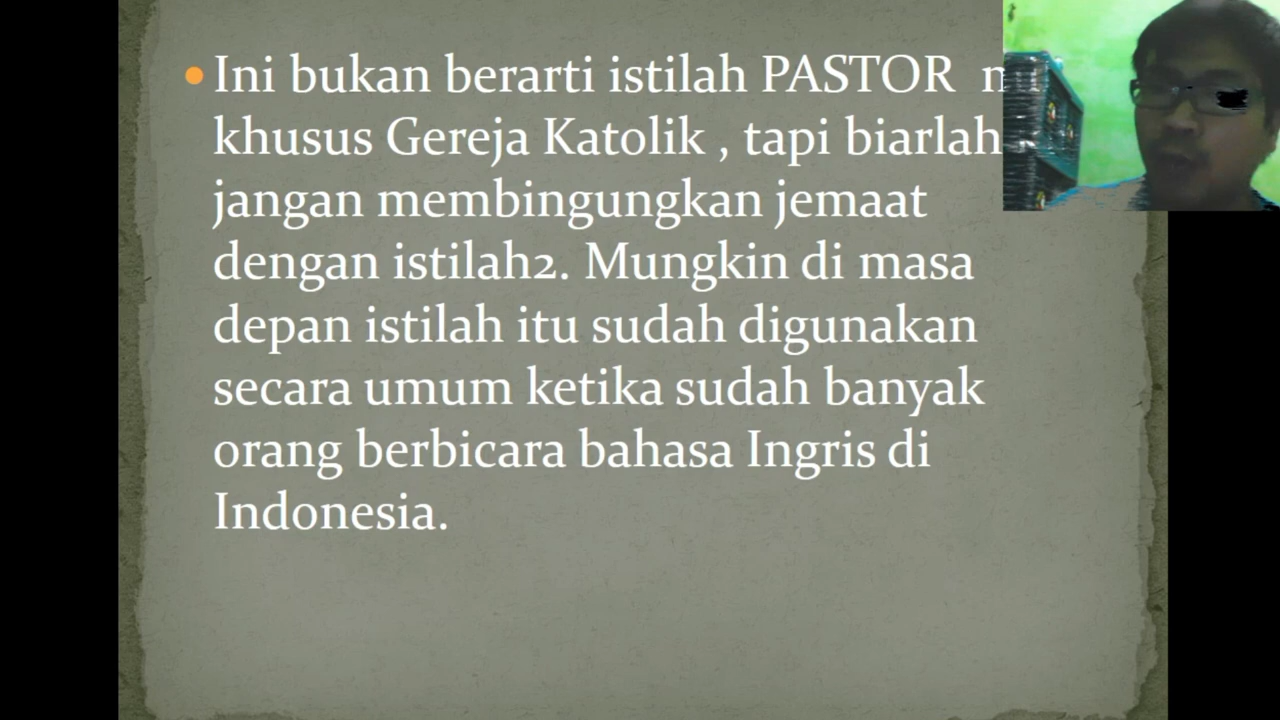 Ini bukan berarti istilah PASTOR
khusus Gereja Katolik , tapi biarlah
jangan membingungkan jemaat
dengan istilah2. Mungkin di masa
depan istilah itu sudah digunakan
secara umum ketika sudah banyak
orang berbicara bahasa Ingris di
Indonesia.